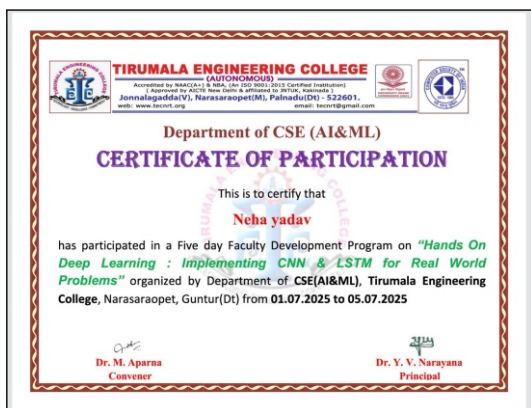 TIRUMALA ENGINEERING COLLEGE
(AUTONOMOUS)
Accredited by NAAC(A+) & NBA, (An ISO 9001:2015 Certified Institution)
( Approved by AICTE New Delhi & affiliated to JNTUK, Kakinada )
Jonnalagadda(V), Narasaraopet(M), Palnadu(Dt) - 522601.
web: www.tecnrt.org email: tecnrt@gmail.com
Department of CSE (AI&ML)
CERTIFICATE OF PARTICIPATION
This is to certify that
Neha yadav
has participated in a Five day Faculty Development Program on "Hands On
Deep Learning : Implementing CNN & LSTM for Real World
Problems" organized by Department of CSE(AI&ML), Tirumala Engineering
College, Narasaraopet, Guntur(Dt) from 01.07.2025 to 05.07.2025
Dr. M. Aparna Dr. Y. V. Narayana
Convener Principal